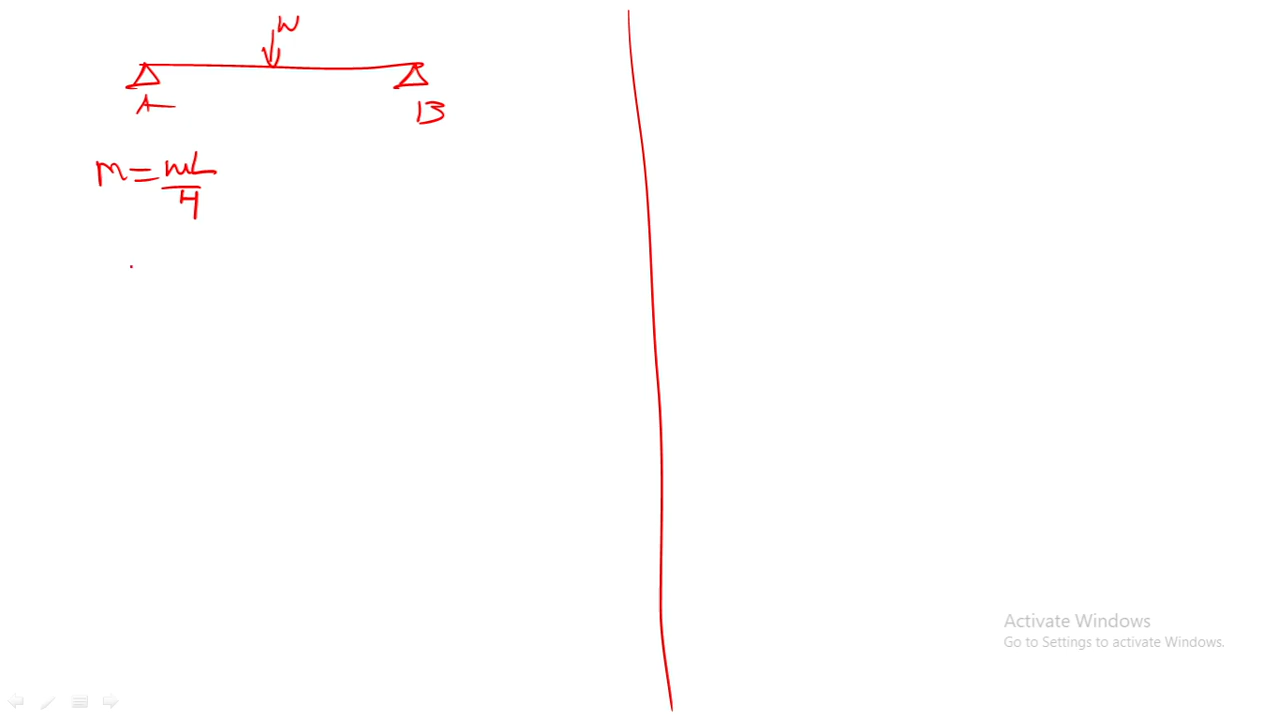 W
A
B
M = WL/4
Activate Windows
Go to Settings to activate Windows.